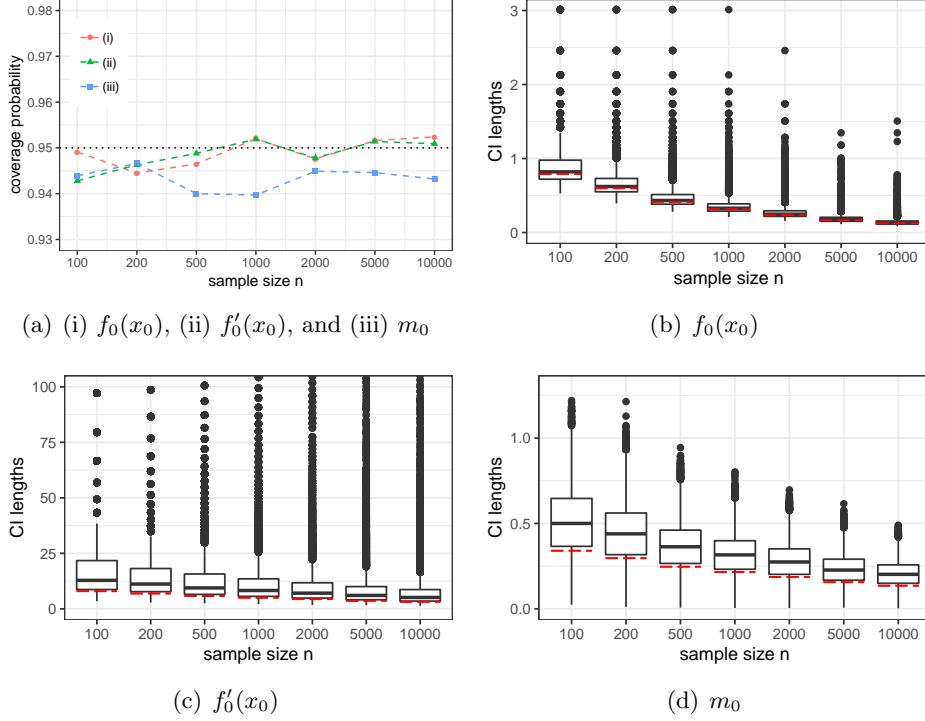 0.98
0.97
0.96
0.95
0.94
0.93
coverage probability
(i)
(ii)
(iii)
100 200 500 1000 2000 5000 10000
sample size n
(a) (i) f₀(x₀), (ii) f₀′(x₀), and (iii) m₀
3
2
1
0
CI lengths
100 200 500 1000 2000 5000 10000
sample size n
(b) f₀(x₀)
100
75
50
25
0
CI lengths
100 200 500 1000 2000 5000 10000
sample size n
(c) f₀′(x₀)
1.0
0.5
0.0
CI lengths
100 200 500 1000 2000 5000 10000
sample size n
(d) m₀